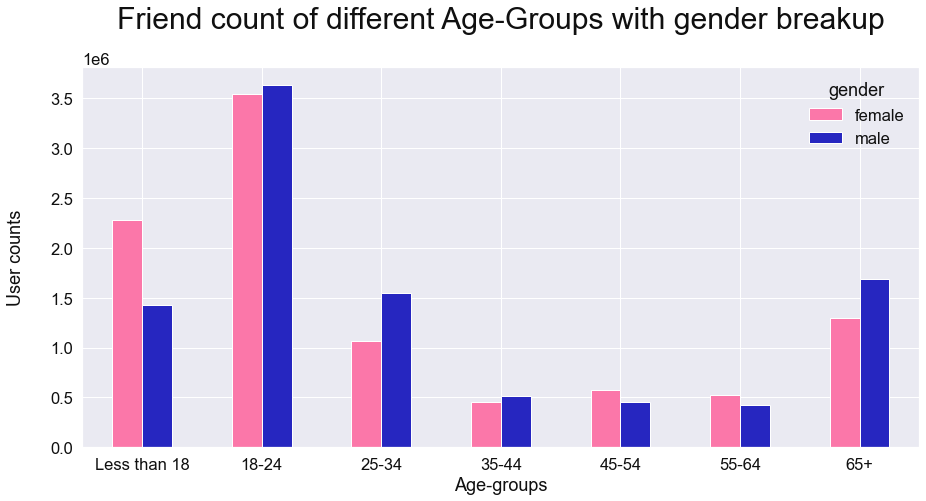 Friend count of different Age-Groups with gender breakup
1e6
gender
female
male
3.5
3.0
2.5
2.0
1.5
1.0
0.5
0.0
User counts
Less than 18 18-24 25-34 35-44 45-54 55-64 65+
Age-groups